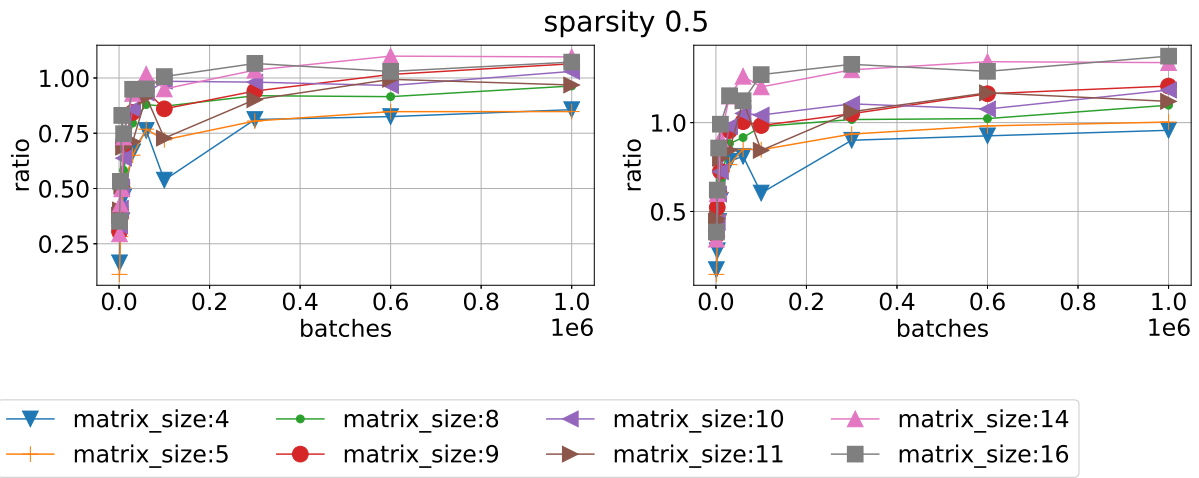 sparsity 0.5
ratio
1.00
0.75
0.50
0.25
0.0 0.2 0.4 0.6 0.8 1.0
batches
1e6
ratio
1.0
0.5
0.0 0.2 0.4 0.6 0.8 1.0
batches
1e6
matrix_size:4 matrix_size:8 matrix_size:10 matrix_size:14
matrix_size:5 matrix_size:9 matrix_size:11 matrix_size:16